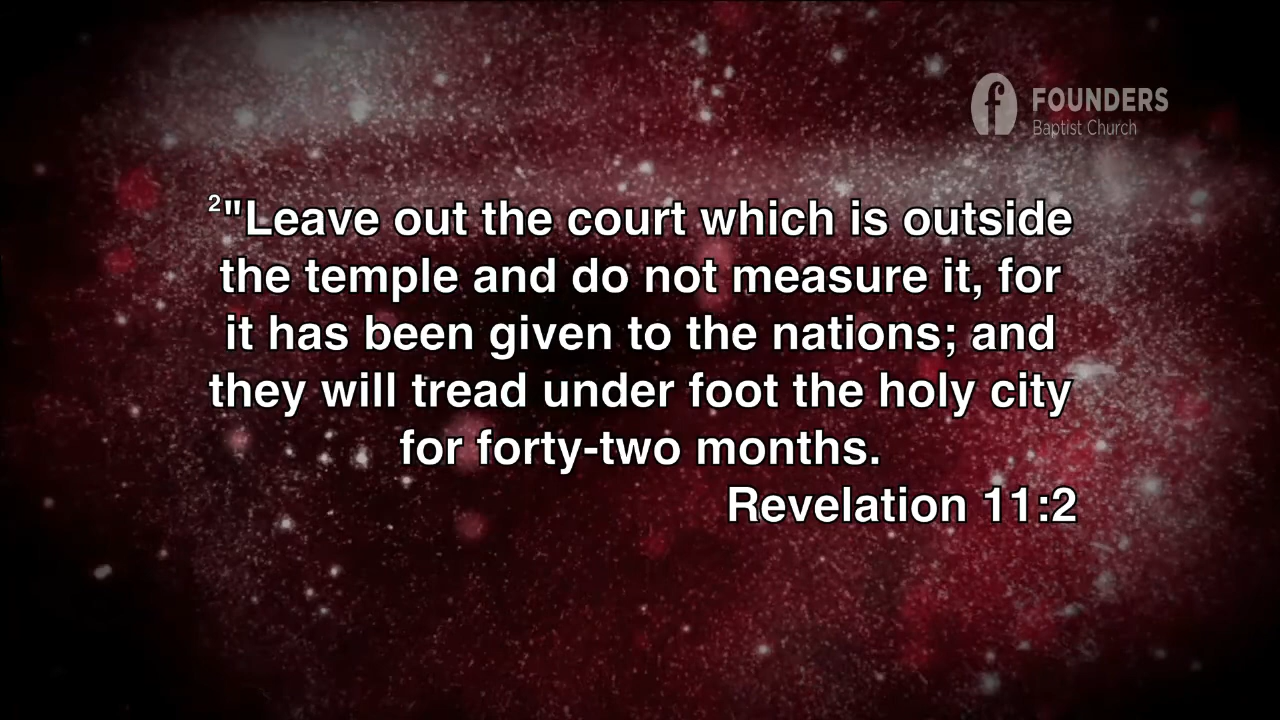 FOUNDERS
Baptist Church
2"Leave out the court which is outside
the temple and do not measure it, for
it has been given to the nations; and
they will tread under foot the holy city
for forty-two months.
Revelation 11:2